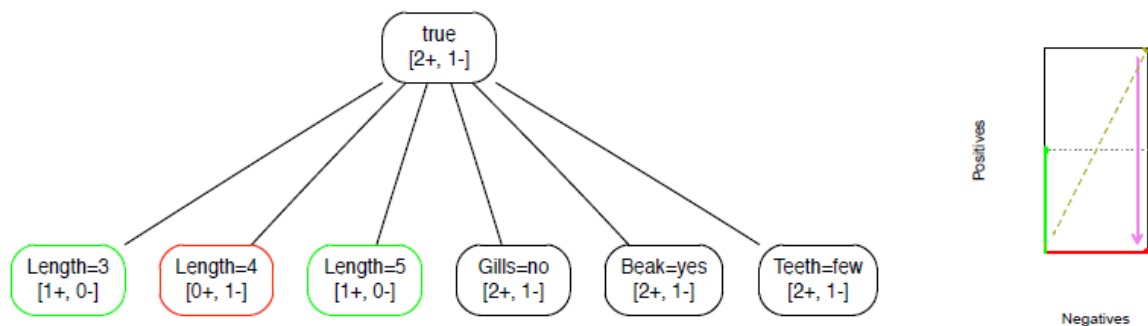 true
[2+, 1-]
Length=3
[1+, 0-]
Length=4
[0+, 1-]
Length=5
[1+, 0-]
Gills=no
[2+, 1-]
Beak=yes
[2+, 1-]
Teeth=few
[2+, 1-]
Positives
Negatives